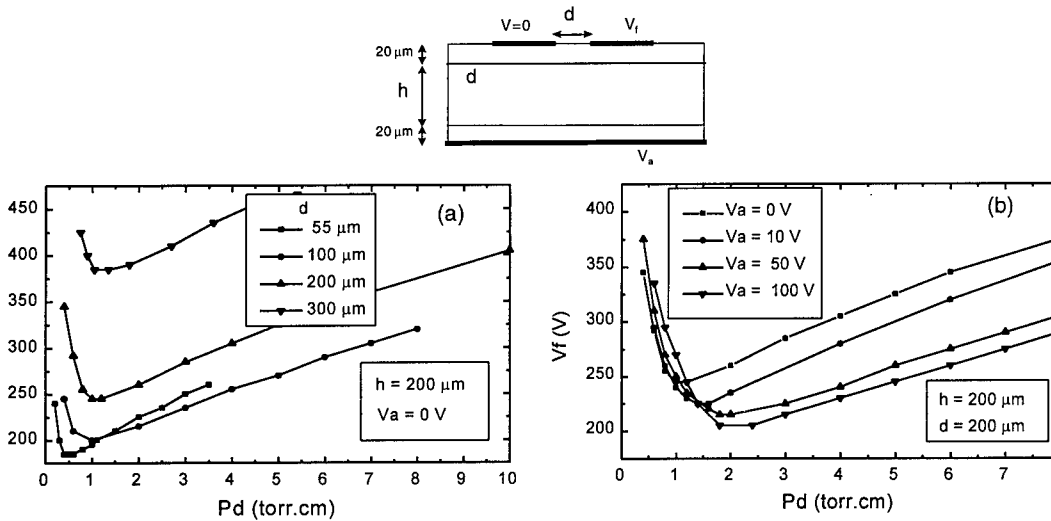 V=0
d
Vf
20 μm
d
h
20 μm
Va
(a)
d
55 μm
100 μm
200 μm
300 μm
h = 200 μm
Va = 0 V
450
400
350
300
250
200
0 1 2 3 4 5 6 7 8 9 10
Pd (torr.cm)
(b)
Va = 0 V
Va = 10 V
Va = 50 V
Va = 100 V
h = 200 μm
d = 200 μm
Vf (V)
400
350
300
250
200
0 1 2 3 4 5 6 7
Pd (torr.cm)